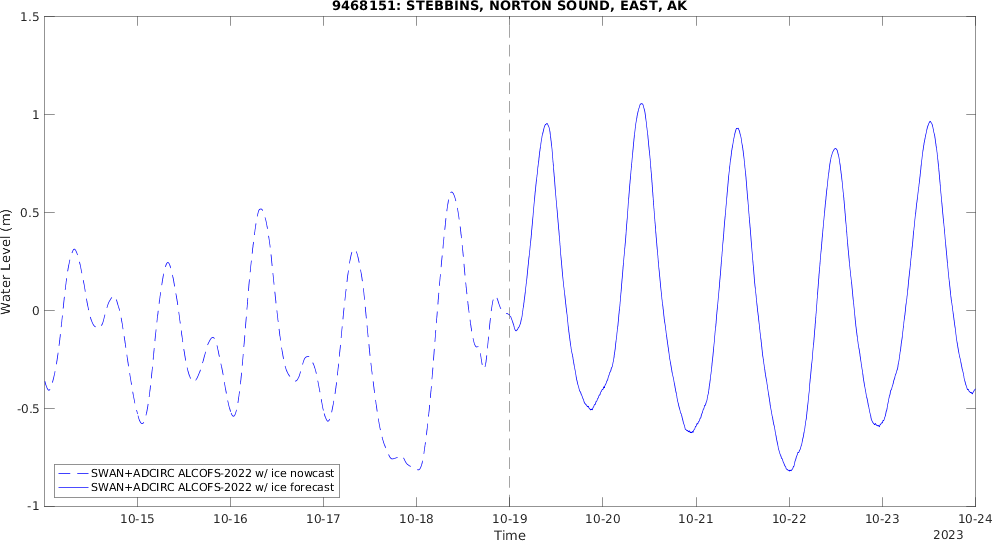 9468151: STEBBINS, NORTON SOUND, EAST, AK
Water Level (m)
1.5
1
0.5
0
-0.5
-1
SWAN+ADCIRC ALCOFS-2022 w/ ice nowcast
SWAN+ADCIRC ALCOFS-2022 w/ ice forecast
10-15 10-16 10-17 10-18 10-19 10-20 10-21 10-22 10-23 10-24
Time
2023